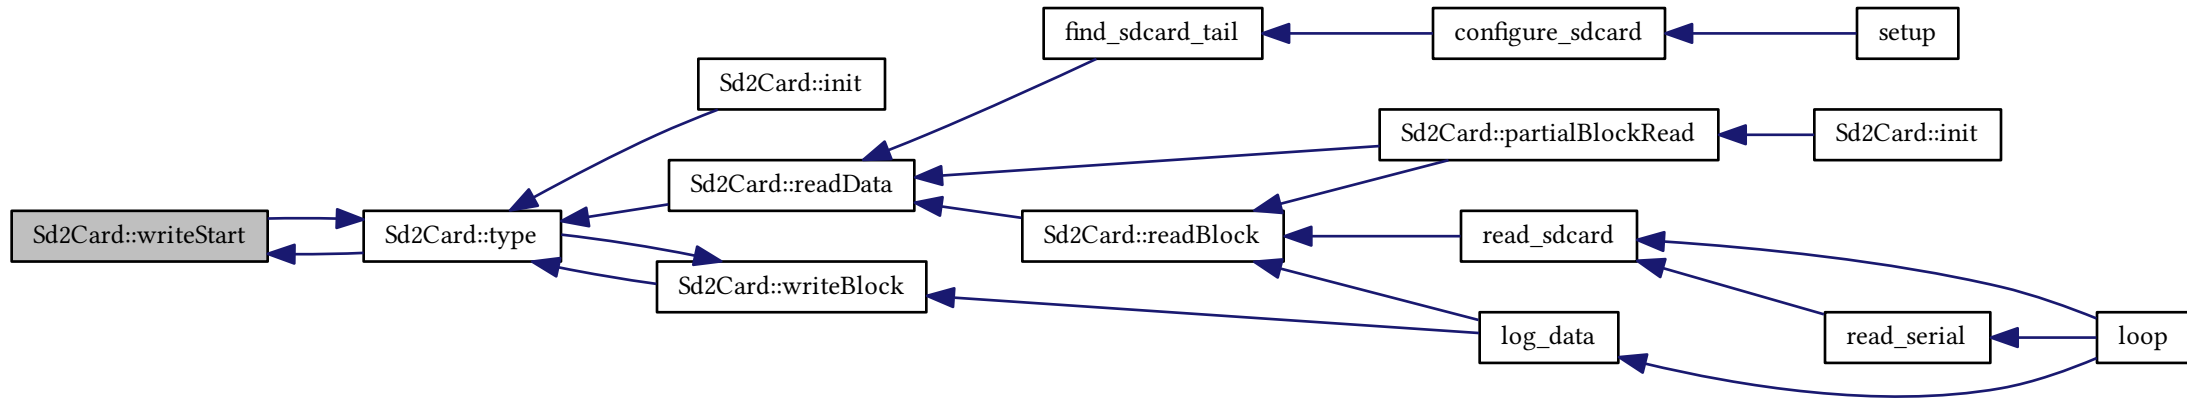 find_sdcard_tail
configure_sdcard
setup
Sd2Card::init
Sd2Card::partialBlockRead
Sd2Card::init
Sd2Card::readData
Sd2Card::writeStart
Sd2Card::type
Sd2Card::readBlock
read_sdcard
Sd2Card::writeBlock
log_data
read_serial
loop